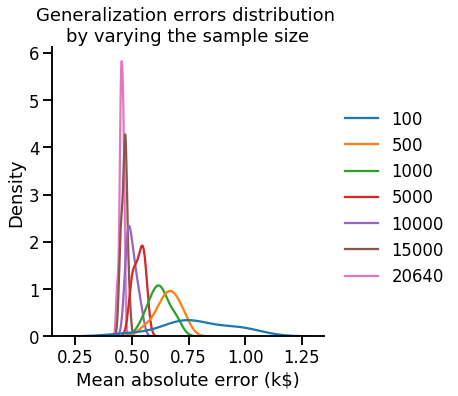 Generalization errors distribution
by varying the sample size
6
5
4
3
2
1
0
Density
0.25 0.50 0.75 1.00 1.25
Mean absolute error (k$)
100
500
1000
5000
10000
15000
20640